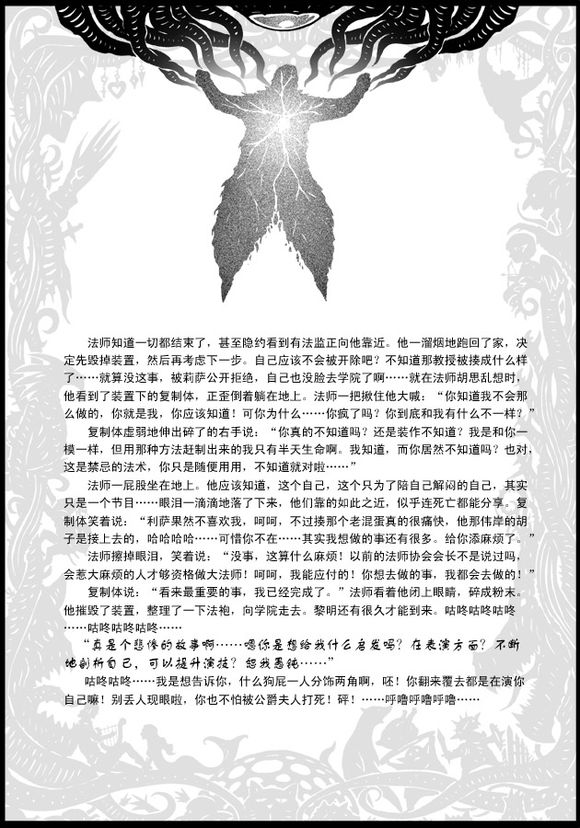 法师知道一切都结束了，甚至隐约看到有法监正向他靠近。他一溜烟地跑回了家，决
定先毁掉装置，然后再考虑下一步。自己应该不会被开除吧？不知道那教授被揍成什么样
了……就算没这事，被莉萨公开拒绝，自己也没脸去学院了啊……就在法师胡思乱想时，
他看到了装置下的复制体，正歪倒着躺在地上。法师一把揪住他大喊：“你知道我不会那
么做的，你就是我，你应该知道！可你为什么……你疯了吗？你到底和我有什么不一样？”
复制体虚弱地伸出碎了的右手说：“你真的不知道吗？还是装作不知道？我是和你一
模一样，但用那种方法赶制出来的我只有半天生命啊。我知道，而你居然不知道吗？也对，
这是禁忌的法术，你只是随便用用，不知道就对啦……”
法师一屁股坐在地上。他应该知道，这个自己，这个只为了陪自己解闷的自己，其实
只是一个节目……眼泪一滴滴地落了下来，他们靠的如此之近，似乎连死亡都能分享。复
制体笑着说：“利萨果然不喜欢我，呵呵，不过揍那个老混蛋真的很痛快，他那伟岸的胡
子是接上去的，哈哈哈哈……可惜你不在……其实我想做的事还有很多。给你添麻烦了。”
法师擦掉眼泪，笑着说：“没事，这算什么麻烦！以前的法师协会会长不是说过吗，
会惹大麻烦的人才够资格做大法师！呵呵，我能应付的！你想去做的事，我都会去做的！”
复制体说：“看来最重要的事，我已经完成了。”法师看着他闭上眼睛，碎成粉末。
他摧毁了装置，整理了一下法袍，向学院走去。黎明还有很久才能到来。咕咚咕咚咕咚
……咕咚咕咚咕咚……
“真是个悲惨的故事啊……嗯你是想给我什么启发吗？在表演方面？不断
地剖析自己，可以提升演技？恕我愚钝……”
咕咚咕咚……我是想告诉你，什么狗屁一人分饰两角啊，呸！你翻来覆去都是在演你
自己嘛！别丢人现眼啦，你也不怕被公爵夫人打死！砰！……呼噜呼噜呼噜……